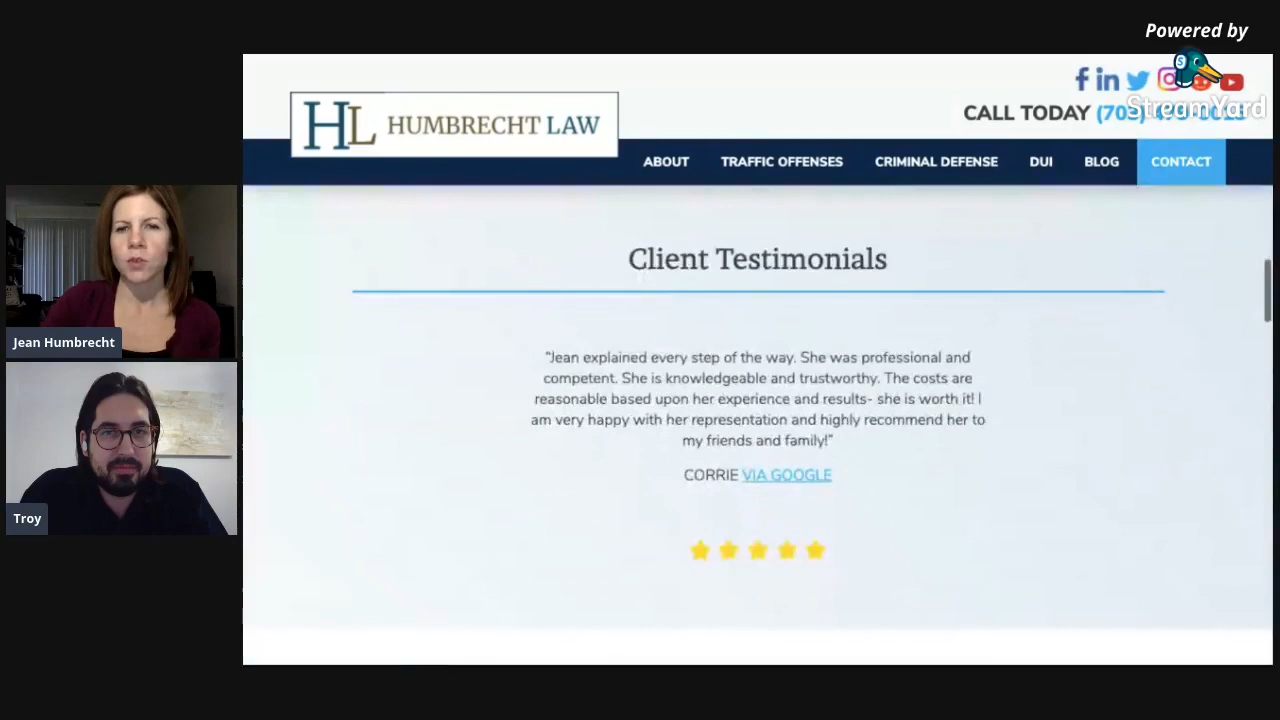 Powered by
StreamYard
HL HUMBRECHT LAW
CALL TODAY
ABOUT TRAFFIC OFFENSES CRIMINAL DEFENSE DUI BLOG CONTACT
Client Testimonials
“Jean explained every step of the way. She was professional and
competent. She is knowledgeable and trustworthy. The costs are
reasonable based upon her experience and results- she is worth it! I
am very happy with her representation and highly recommend her to
my friends and family!”
CORRIE VIA GOOGLE
Jean Humbrecht
Troy